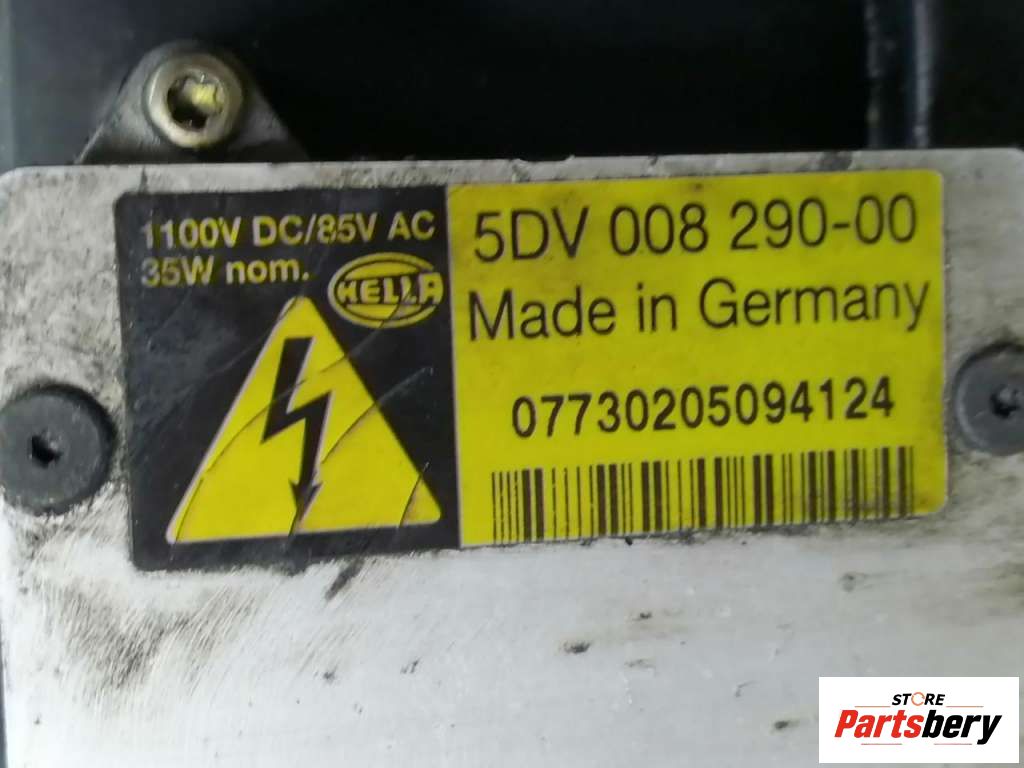 1100V DC/85V AC
35W nom.
HELLA
5DV 008 290-00
Made in Germany
07730205094124
STORE
Partsbery